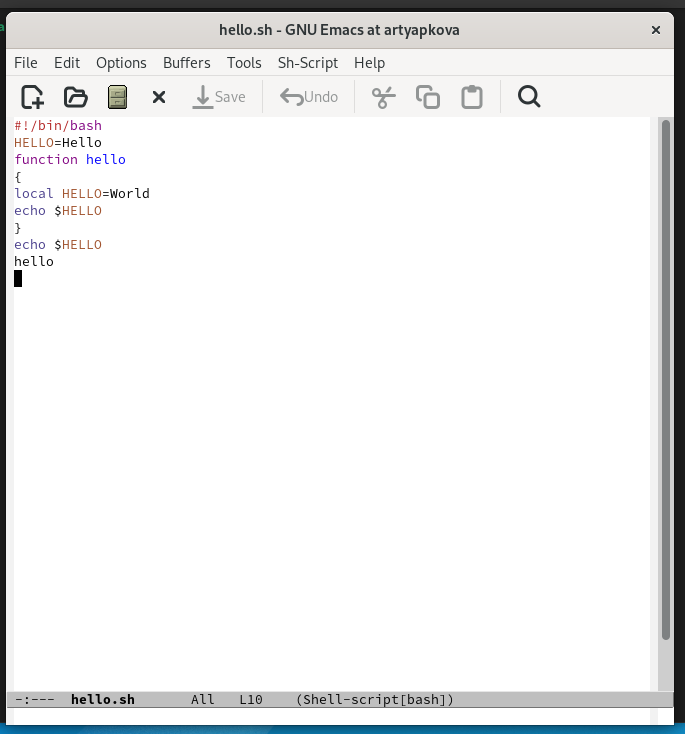 hello.sh - GNU Emacs at artyapkova
File Edit Options Buffers Tools Sh-Script Help
Save Undo
#!/bin/bash
HELLO=Hello
function hello
{
local HELLO=World
echo $HELLO
}
echo $HELLO
hello
-:--- hello.sh All L10 (Shell-script[bash])